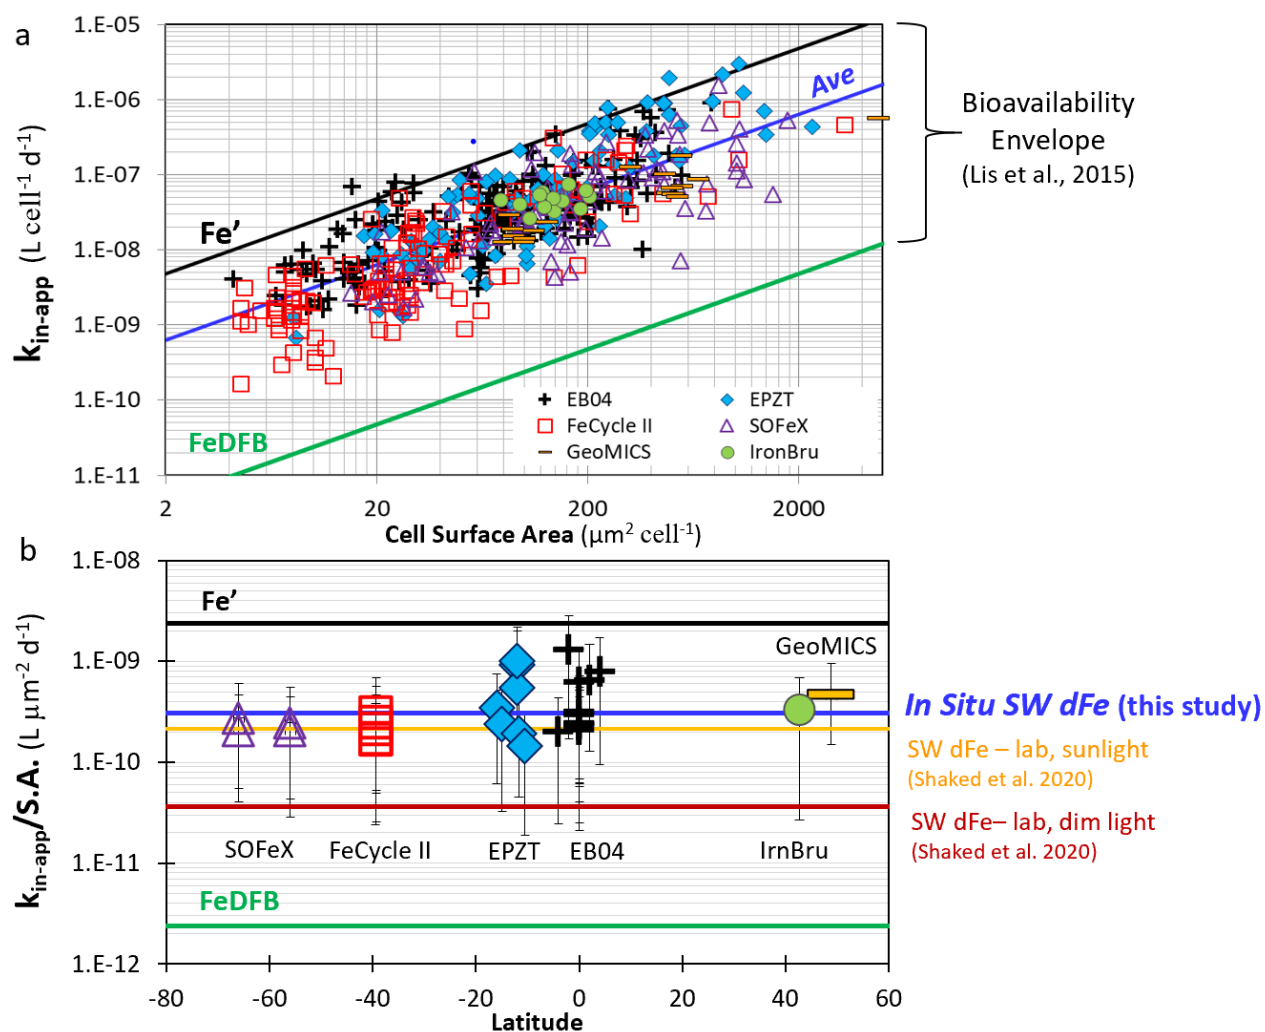 a
1.E-05
1.E-06
1.E-07
1.E-08
1.E-09
1.E-10
1.E-11
k_in-app (L cell⁻¹ d⁻¹)
Fe’
Ave
FeDFB
EB04
EPZT
FeCycle II
SOFeX
GeoMICS
IronBru
2
20
200
2000
Cell Surface Area (µm² cell⁻¹)
Bioavailability
Envelope
(Lis et al., 2015)
b
1.E-08
1.E-09
1.E-10
1.E-11
1.E-12
k_in-app/S.A. (L µm⁻² d⁻¹)
Fe’
GeoMICS
SOFeX
FeCycle II
EPZT
EB04
IrnBru
FeDFB
-80
-60
-40
-20
0
20
40
60
Latitude
In Situ SW dFe (this study)
SW dFe – lab, sunlight
(Shaked et al. 2020)
SW dFe– lab, dim light
(Shaked et al. 2020)